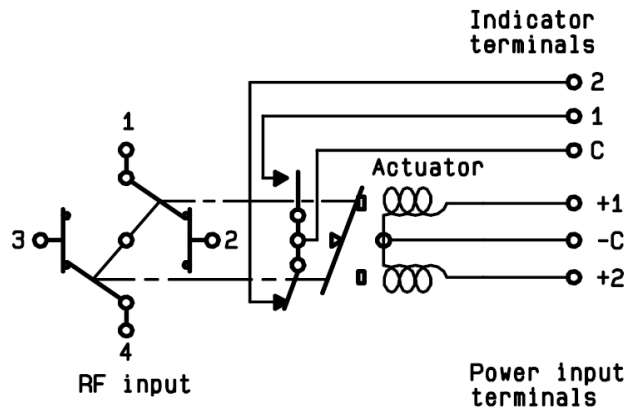 Indicator
terminals
2
1
1
C
Actuator
+1
3
2
-C
+2
4
RF input
Power input
terminals